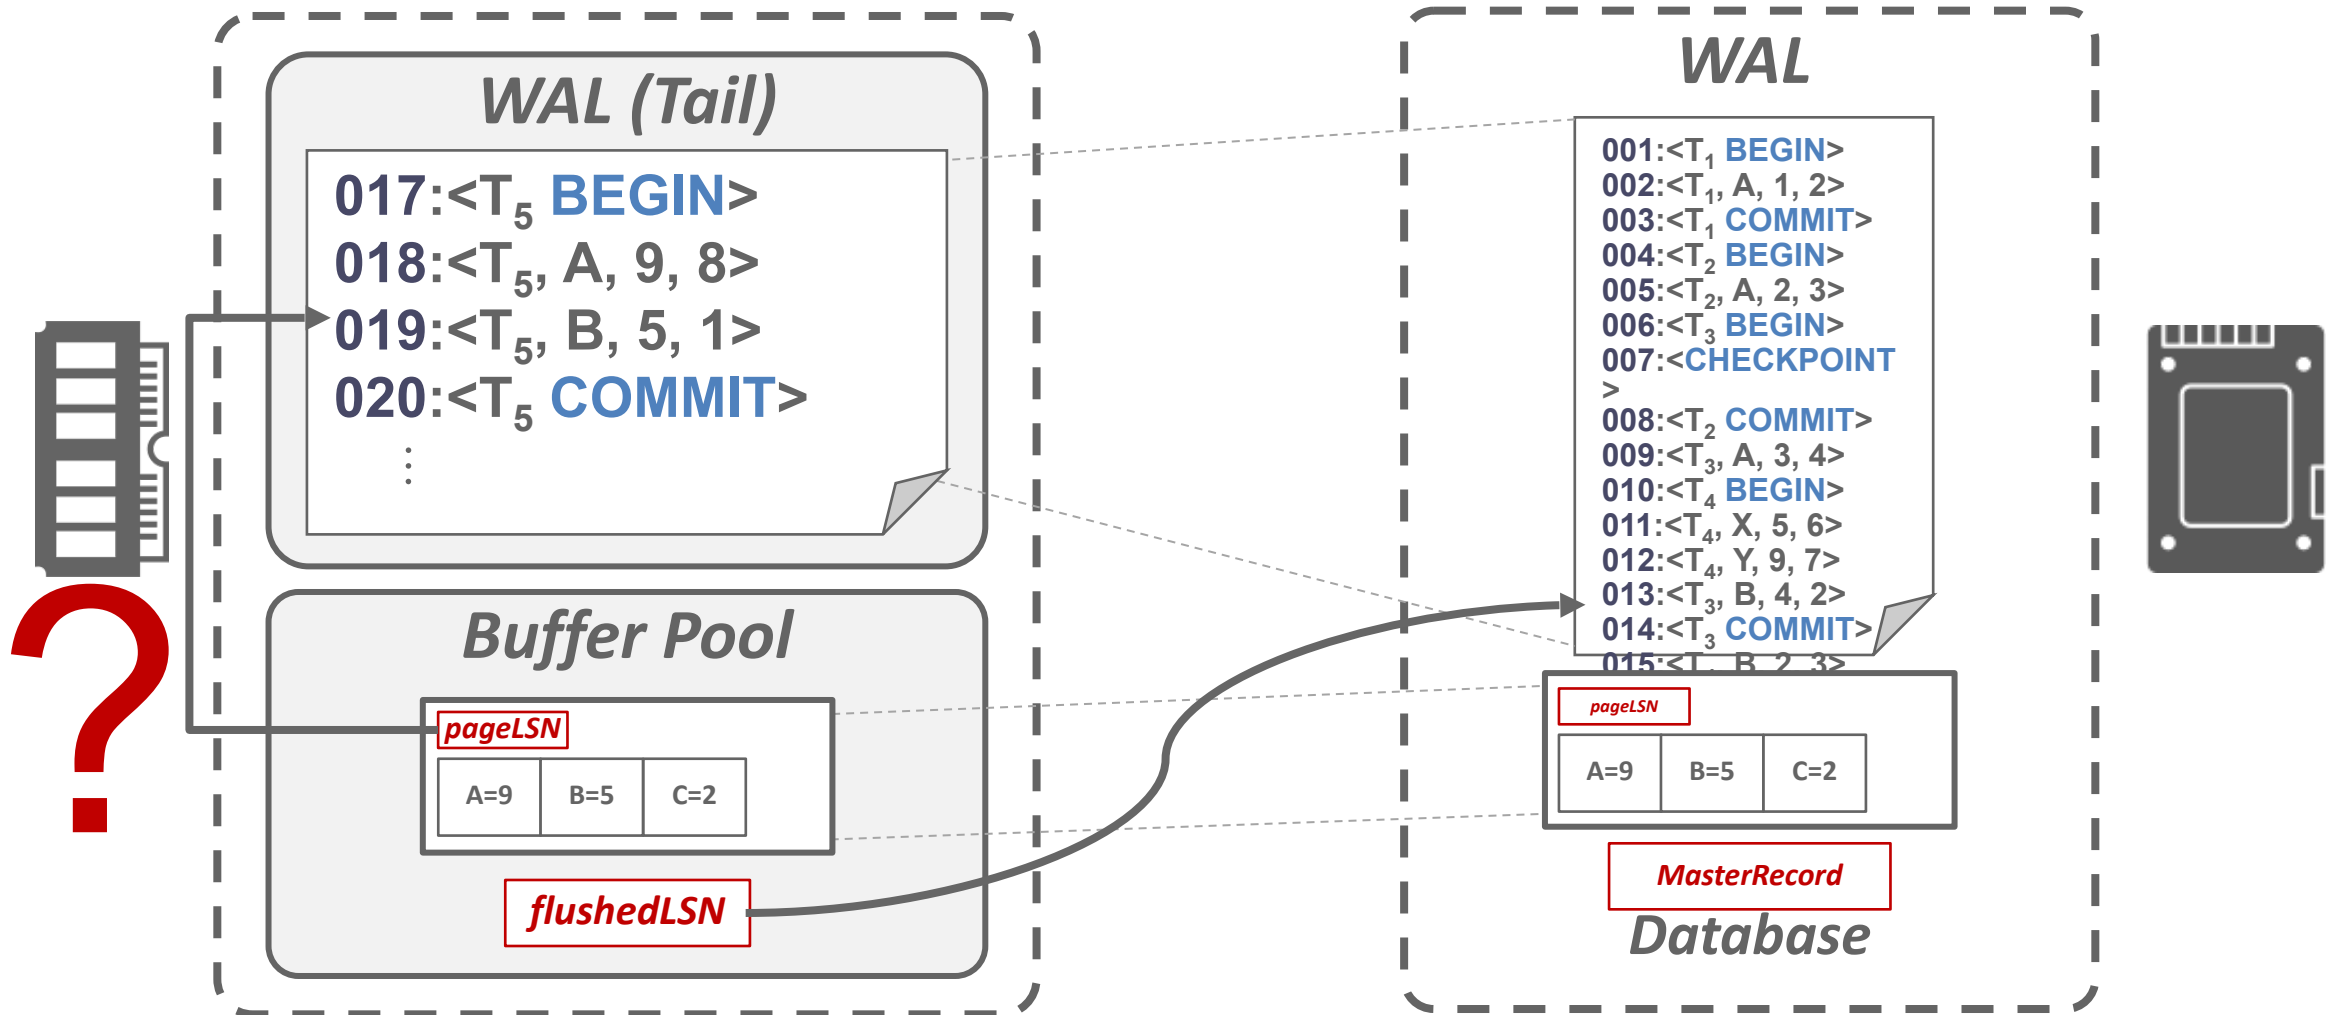 WAL (Tail)
017:<T5 BEGIN>
018:<T5, A, 9, 8>
019:<T5, B, 5, 1>
020:<T5 COMMIT>
⋮
?
Buffer Pool
pageLSN
A=9 B=5 C=2
flushedLSN
WAL
001:<T1 BEGIN>
002:<T1, A, 1, 2>
003:<T1 COMMIT>
004:<T2 BEGIN>
005:<T2, A, 2, 3>
006:<T3 BEGIN>
007:<CHECKPOINT
>
008:<T2 COMMIT>
009:<T3, A, 3, 4>
010:<T4 BEGIN>
011:<T4, X, 5, 6>
012:<T4, Y, 9, 7>
013:<T3, B, 4, 2>
014:<T3 COMMIT>
015:<T, B, 2, 3>
pageLSN
A=9 B=5 C=2
MasterRecord
Database